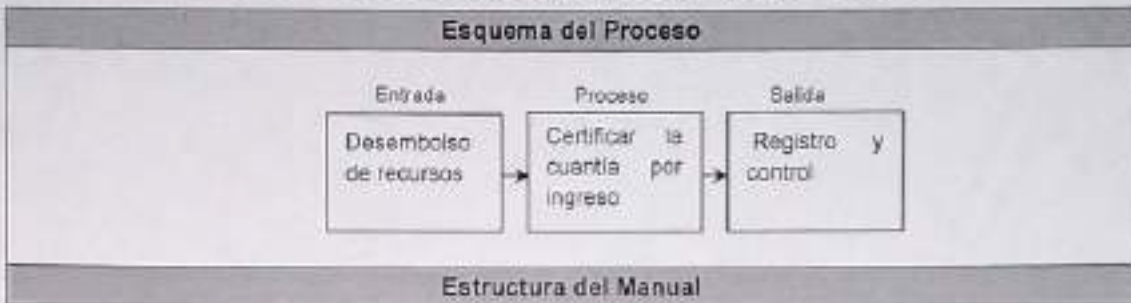 Esquema del Proceso
Entrada
Proceso
Salida
Desembolso
de recursos
Certificar la
cuantía por
ingreso
Registro y
control
Estructura del Manual